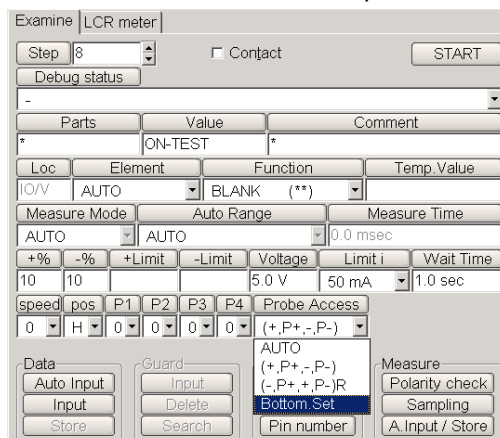 Examine LCR meter
Step 8 Contact START
Debug status
-
Parts Value Comment
* ON-TEST *
Loc Element Function Temp.Value
IO/V AUTO BLANK (**)
Measure Mode Auto Range Measure Time
AUTO AUTO 0.0 msec
+% -% +Limit -Limit Voltage Limit i Wait Time
10 10 5.0 V 50 mA 1.0 sec
speed pos P1 P2 P3 P4 Probe Access
0 H 0 0 0 0 (+,P+,-,P-)
AUTO
(+,P+,-,P-)
(-,P+,+,P-)R
Bottom.Set
Data Guard Measure
Auto Input Input Polarity check
Input Delete Sampling
Store Search Pin number A.Input / Store